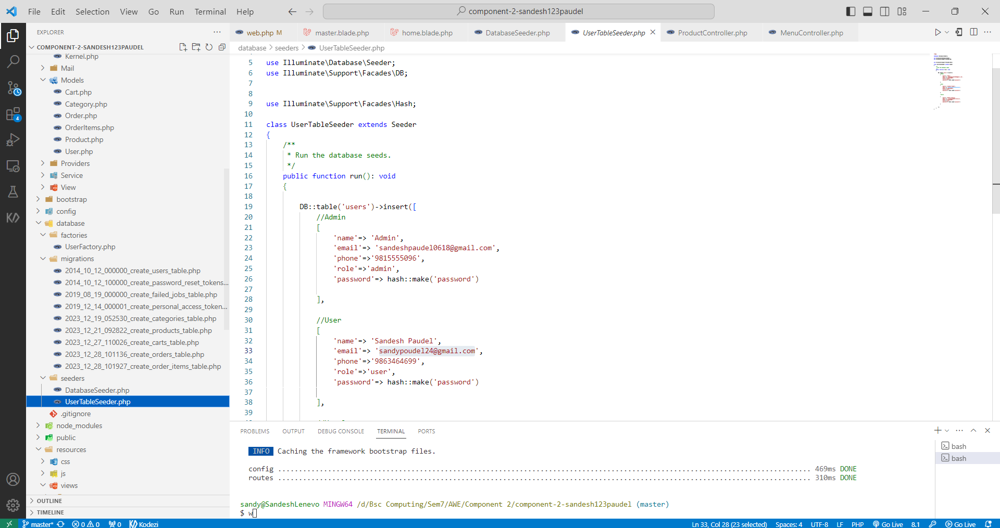 File Edit Selection View Go Run Terminal Help
component-2-sandesh123paudel
EXPLORER
COMPONENT-2-SANDESH123PAUDEL
Kernel.php
Mail
Models
Cart.php
Category.php
Order.php
OrderItems.php
Product.php
User.php
Providers
Service
View
bootstrap
config
database
factories
UserFactory.php
migrations
2014_10_12_000000_create_users_table.php
2014_10_12_100000_create_password_reset_tokens...
2019_08_19_000000_create_failed_jobs_table.php
2019_12_14_000001_create_personal_access_token...
2023_12_19_052530_create_categories_table.php
2023_12_21_092822_create_products_table.php
2023_12_27_110026_create_carts_table.php
2023_12_28_101136_create_orders_table.php
2023_12_28_101927_create_order_items_table.php
seeders
DatabaseSeeder.php
UserTableSeeder.php
.gitignore
node_modules
public
resources
css
js
views
OUTLINE
TIMELINE
4
web.php M master.blade.php home.blade.php DatabaseSeeder.php UserTableSeeder.php ProductController.php MenuController.php
database > seeders > UserTableSeeder.php
5 use Illuminate\Database\Seeder;
6 use Illuminate\Support\Facades\DB;
7
8
9 use Illuminate\Support\Facades\Hash;
10
11 class UserTableSeeder extends Seeder
12 {
13 /**
14 * Run the database seeds.
15 */
16 public function run(): void
17 {
18
19 DB::table('users')->insert([
20 //Admin
21 [
22 'name'=> 'Admin',
23 'email'=> 'sandeshpaudel0618@gmail.com',
24 'phone'=>'9815555096',
25 'role'=>'admin',
26 'password'=> hash::make('password')
27
28 ],
29
30 //User
31 [
32 'name'=> 'Sandesh Paudel',
33 'email'=> 'sandypoudel24@gmail.com',
34 'phone'=>'9863464699',
35 'role'=>'user',
36 'password'=> hash::make('password')
37
38 ],
39
PROBLEMS OUTPUT DEBUG CONSOLE TERMINAL PORTS
INFO Caching the framework bootstrap files.
config ........ 469ms DONE
routes ........ 310ms DONE
sandy@SandeshLenevo MINGW64 /d/Bsc Computing/Sem7/AWE/Component 2/component-2-sandesh123paudel (master)
$ w
bash
bash
master* 0 0 0 Kodezi Ln 33, Col 28 (23 selected) Spaces: 4 UTF-8 LF PHP Go Live 8.1 Go Live